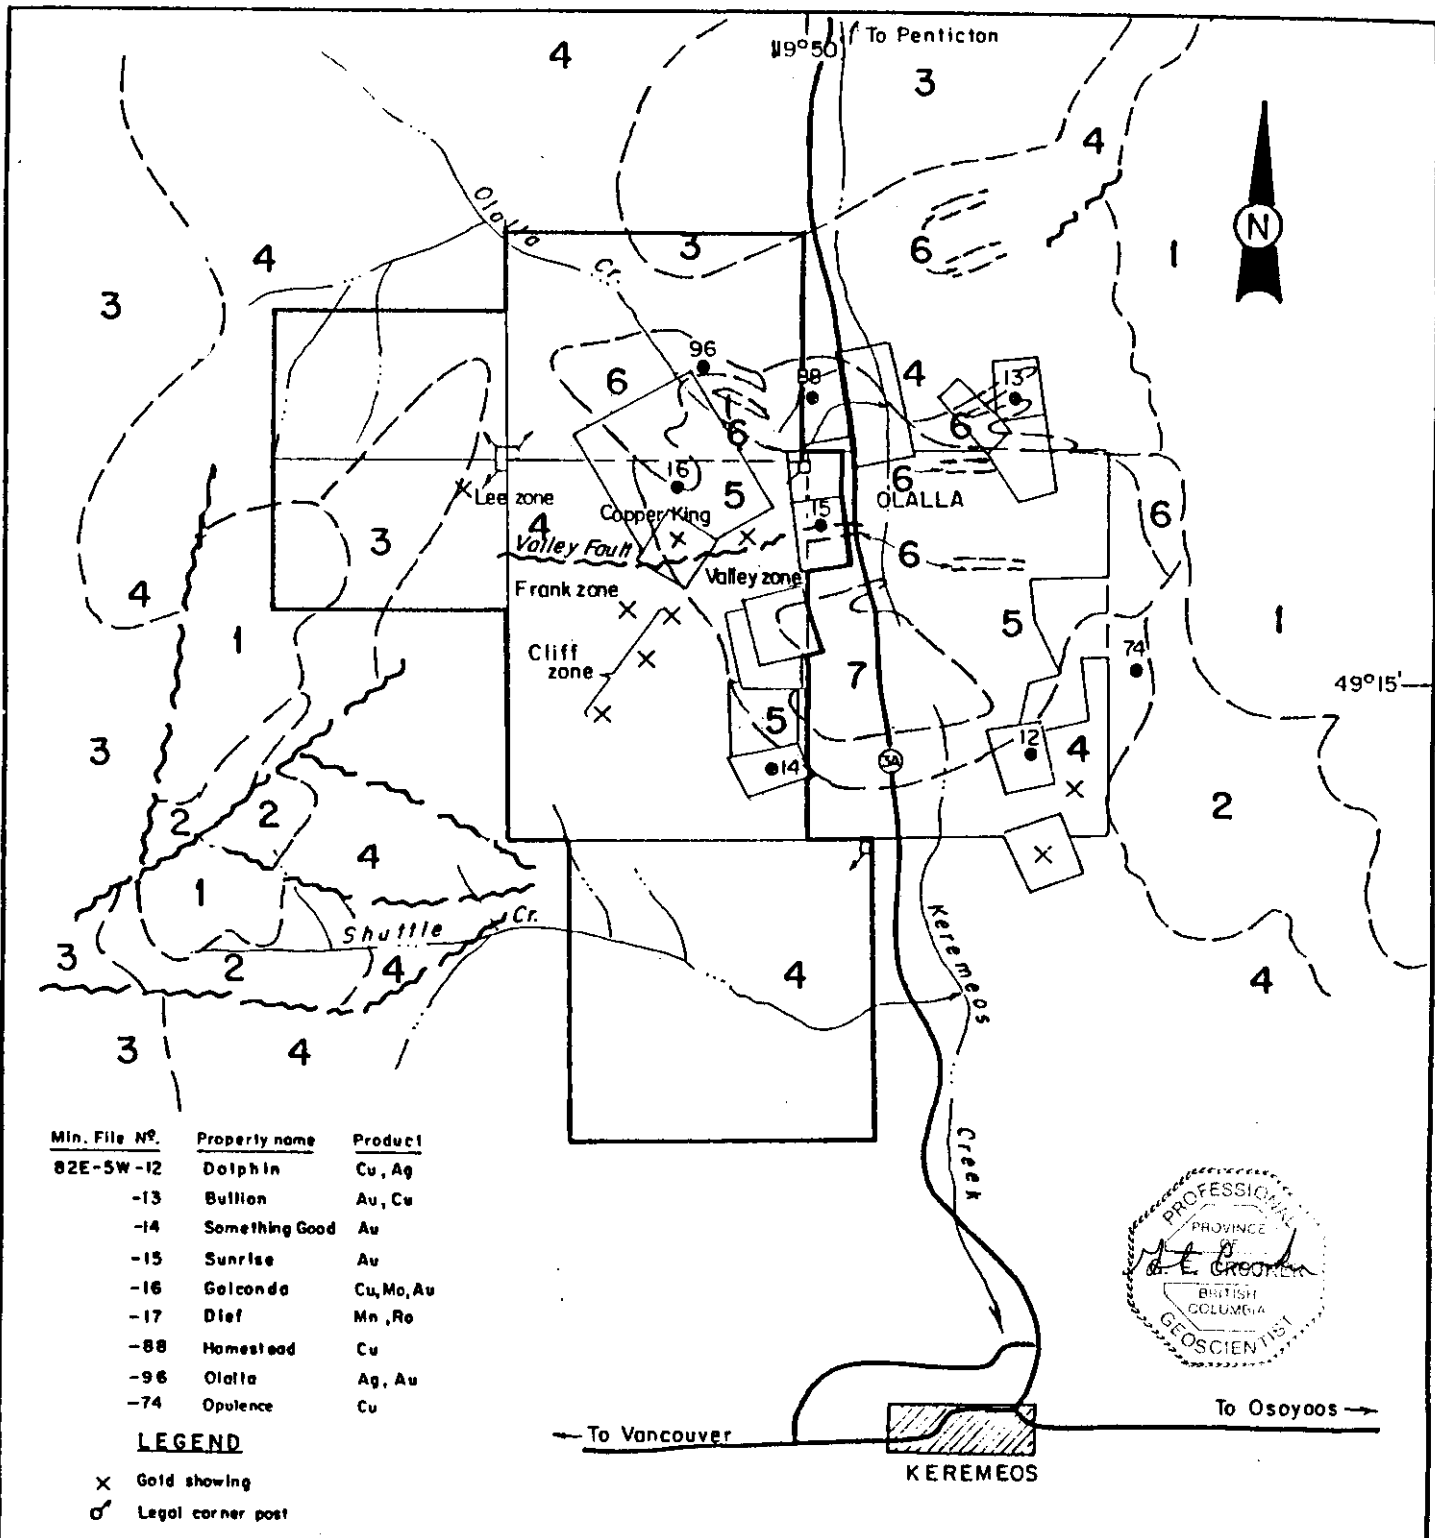 119°50'
To Penticton
4
3
4
N
Olalla
Cr.
3
6
1
4
3
96
6
88
4
13
6
6
16
Lee zone
5
6
OLALLA
6
Copper King
15
4
Valley Fault
3
6
Valley zone
Frank zone
4
1
5
1
Cliff
zone
7
74
49°15'
5
12
3
14
3A
4
2
2
2
4
1
Shuttle
Cr.
Keremeos
Creek
3
2
4
4
4
3
4
Min. File No. Property name Product
82E-5W-12 Dolphin Cu, Ag
-13 Bullion Au, Cu
-14 Something Good Au
-15 Sunrise Au
-16 Golconda Cu, Mo, Au
-17 Dief Mn, Ro
-88 Homestead Cu
-96 Olalla Ag, Au
-74 Opulence Cu
LEGEND
× Gold showing
Legal corner post
PROFESSIONAL
PROVINCE
OF
G. E. CROOKER
BRITISH
COLUMBIA
GEOSCIENTIST
To Vancouver
To Osoyoos
KEREMEOS